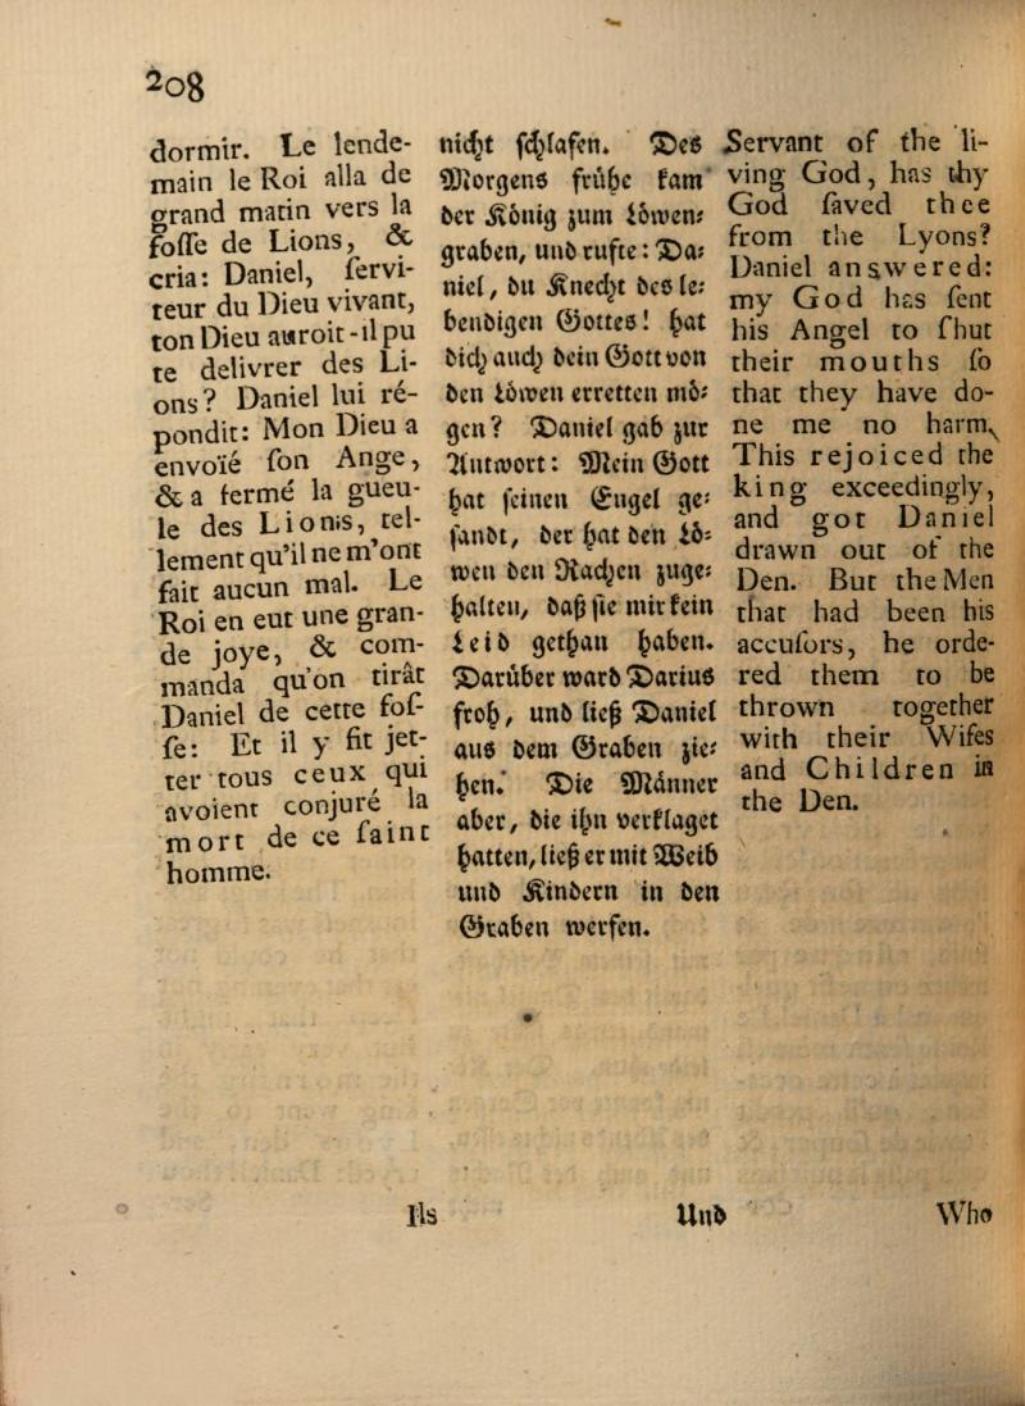 208
dormir. Le lende-
main le Roi alla de
grand matin vers la
foſſe de Lions, &
cria: Daniel, ſervi-
teur du Dieu vivant,
ton Dieu auroit-il pu
te delivrer des Li-
ons? Daniel lui ré-
pondit: Mon Dieu a
envoïé ſon Ange,
& a fermé la gueu-
le des Lions, tel-
lement qu'il ne m'ont
fait aucun mal. Le
Roi en eut une gran-
de joye, & com-
manda qu'on tirât
Daniel de cette foſ-
ſe: Et il y fit jet-
ter tous ceux qui
avoient conjuré la
mort de ce ſaint
homme.
nicht ſchlafen. Des
Morgens frühe kam
der König zum Löwen-
graben, und rufte: Da-
niel, du Knecht des le-
bendigen Gottes! hat
dich auch dein Gott von
den Löwen erretten mö-
gen? Daniel gab zur
Antwort: Mein Gott
hat ſeinen Engel ge-
ſandt, der hat den Lö-
wen den Rachen zuge-
halten, daß ſie mir kein
Leid gethan haben.
Darüber ward Darius
froh, und ließ Daniel
aus dem Graben zie-
hen. Die Männer
aber, die ihn verklaget
hatten, ließ er mit Weib
und Kindern in den
Graben werfen.
Servant of the li-
ving God, has thy
God ſaved thee
from the Lyons?
Daniel answered:
my God has ſent
his Angel to ſhut
their mouths ſo
that they have do-
ne me no harm.
This rejoiced the
king exceedingly,
and got Daniel
drawn out of the
Den. But the Men
that had been his
accuſors, he orde-
red them to be
thrown together
with their Wifes
and Children in
the Den.
Ils
Und
Who